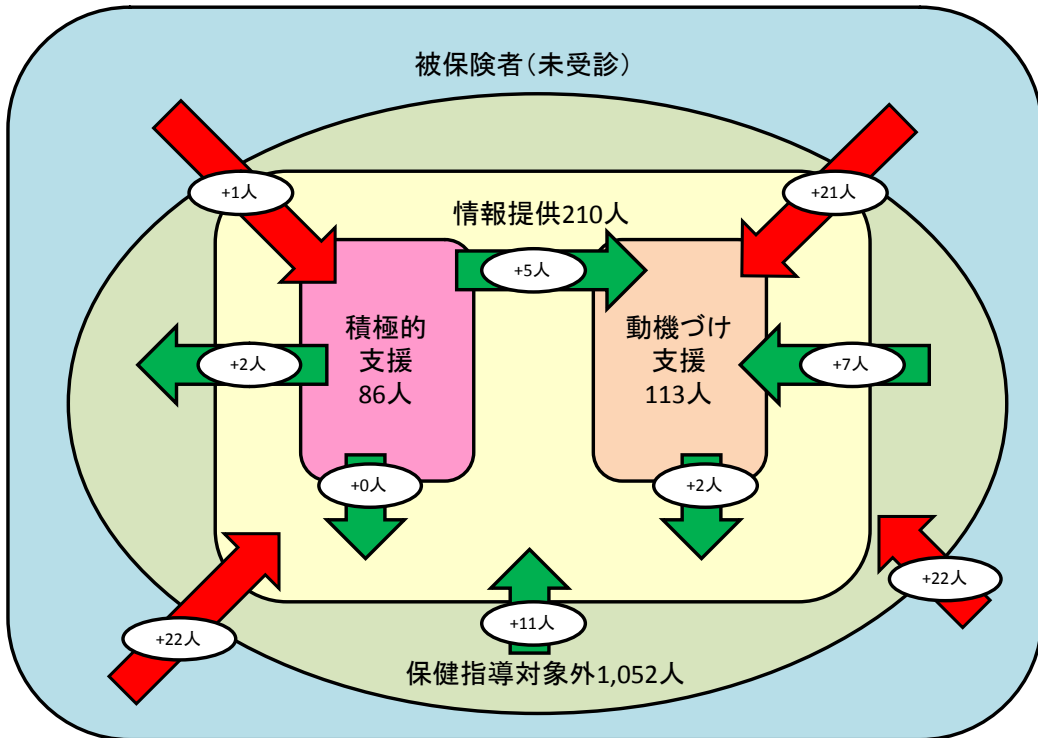 被保険者（未受診）
+1人
+21人
情報提供210人
+5人
積極的
支援
86人
動機づけ
支援
113人
+2人
+7人
+0人
+2人
+22人
+11人
+22人
保健指導対象外1,052人